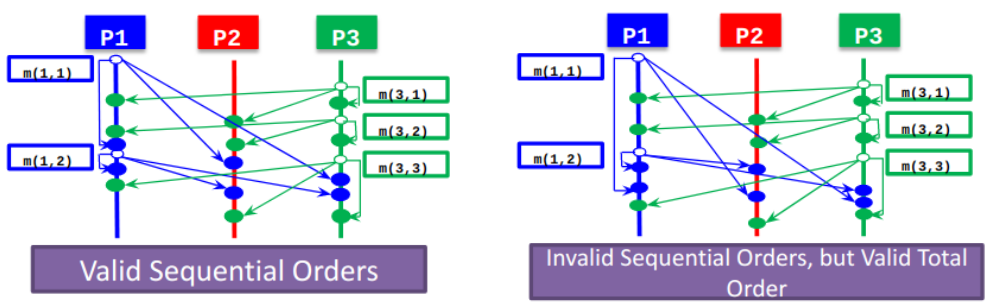 P1 P2 P3
m(1,1)
m(3,1)
m(3,2)
m(1,2)
m(3,3)
Valid Sequential Orders
P1 P2 P3
m(1,1)
m(3,1)
m(3,2)
m(1,2)
m(3,3)
Invalid Sequential Orders, but Valid Total
Order